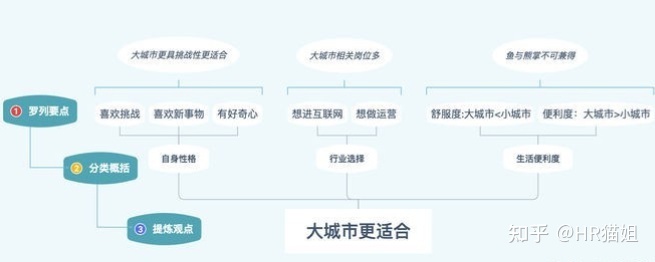 大城市更具挑战性更适合
大城市相关岗位多
鱼与熊掌不可兼得
① 罗列要点
喜欢挑战
喜欢新事物
有好奇心
想进互联网
想做运营
舒服度:大城市<小城市
便利度：大城市>小城市
② 分类概括
自身性格
行业选择
生活便利度
③ 提炼观点
大城市更适合
知乎 @HR猫姐